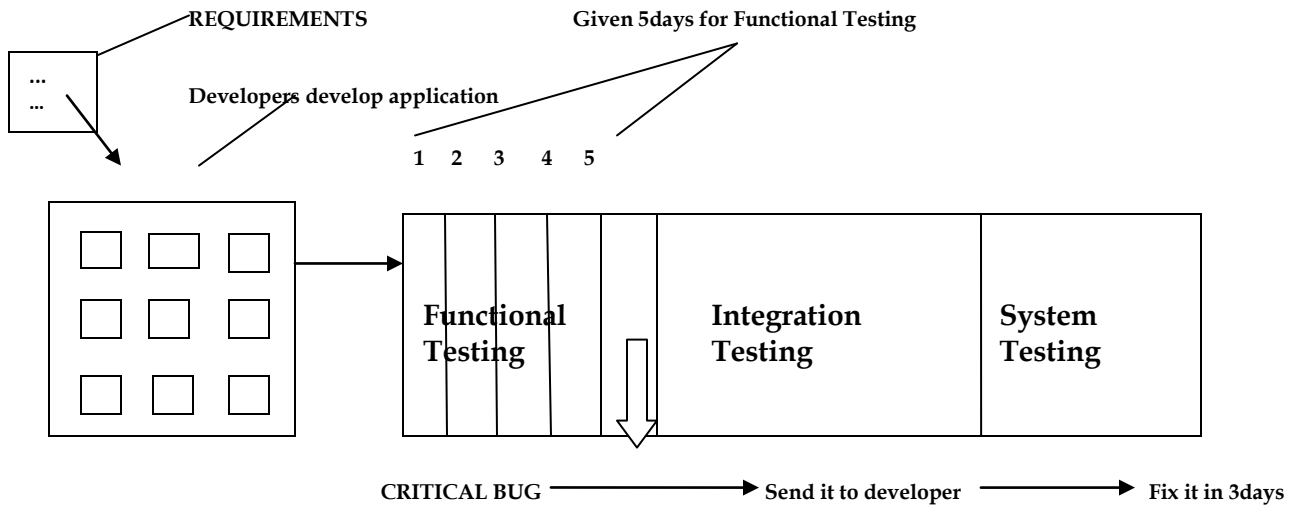 REQUIREMENTS
Given 5days for Functional Testing
...
...
Developers develop application
1 2 3 4 5
Functional
Testing
Integration
Testing
System
Testing
CRITICAL BUG
Send it to developer
Fix it in 3days